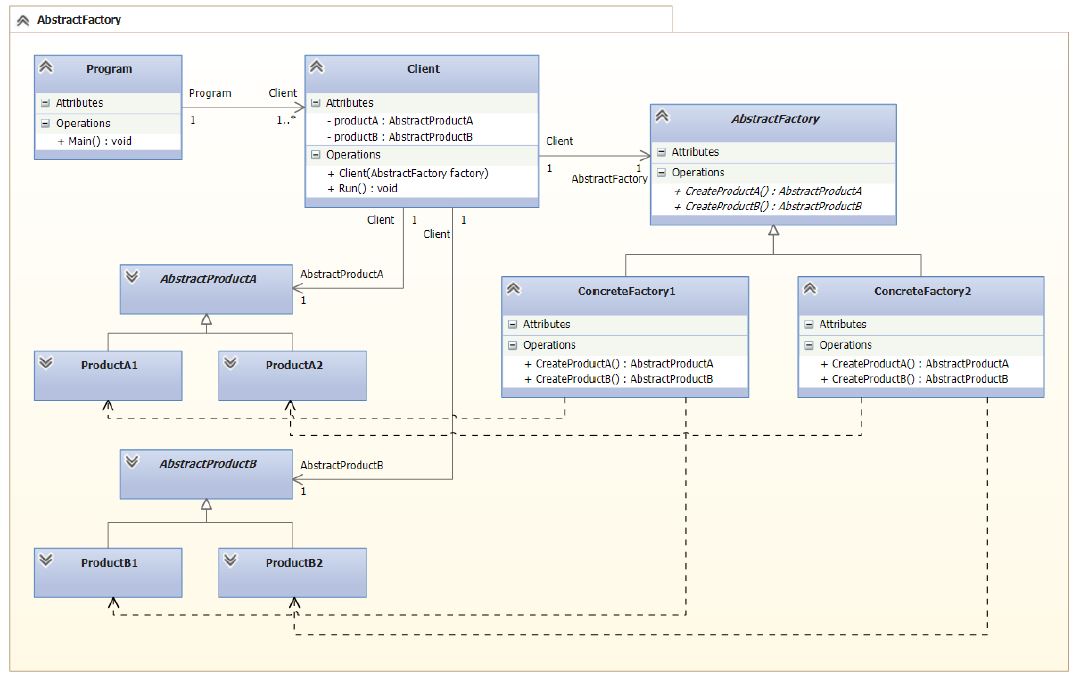 AbstractFactory
Program
Attributes
Operations
+ Main() : void
Program
Client
1
1..*
Client
Attributes
- productA : AbstractProductA
- productB : AbstractProductB
Operations
+ Client(AbstractFactory factory)
+ Run() : void
Client
1
1
AbstractFactory
AbstractFactory
Attributes
Operations
+ CreateProductA() : AbstractProductA
+ CreateProductB() : AbstractProductB
Client
1
Client
1
AbstractProductA
AbstractProductA
1
ProductA1
ProductA2
ConcreteFactory1
Attributes
Operations
+ CreateProductA() : AbstractProductA
+ CreateProductB() : AbstractProductB
ConcreteFactory2
Attributes
Operations
+ CreateProductA() : AbstractProductA
+ CreateProductB() : AbstractProductB
AbstractProductB
AbstractProductB
1
ProductB1
ProductB2